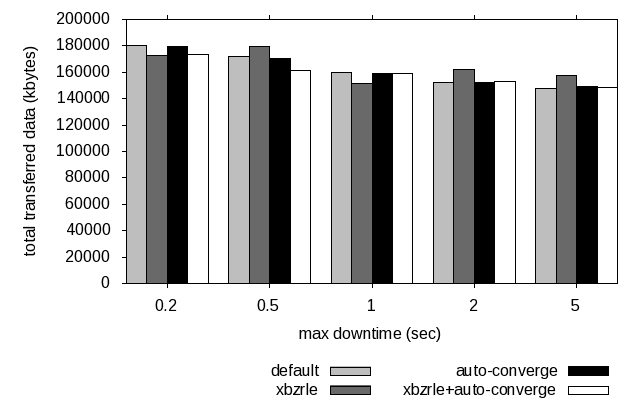 200000
180000
160000
140000
120000
100000
80000
60000
40000
20000
0
total transferred data (kbytes)
0.2 0.5 1 2 5
max downtime (sec)
default auto-converge
xbzrle xbzrle+auto-converge